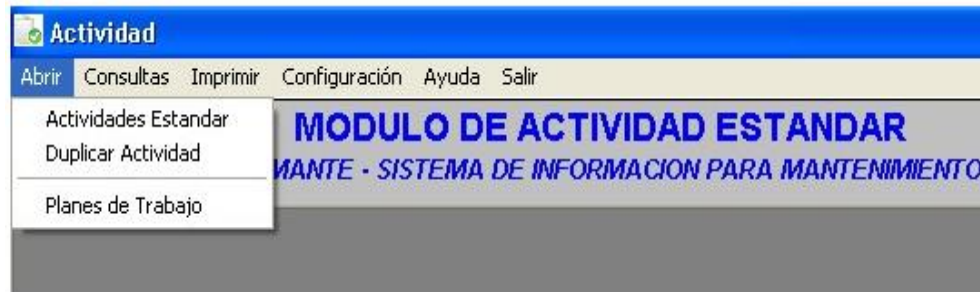 Actividad
Abrir Consultas Imprimir Configuración Ayuda Salir
Actividades Estandar
Duplicar Actividad
Planes de Trabajo
MODULO DE ACTIVIDAD ESTANDAR
MANTE - SISTEMA DE INFORMACION PARA MANTENIMIENTO